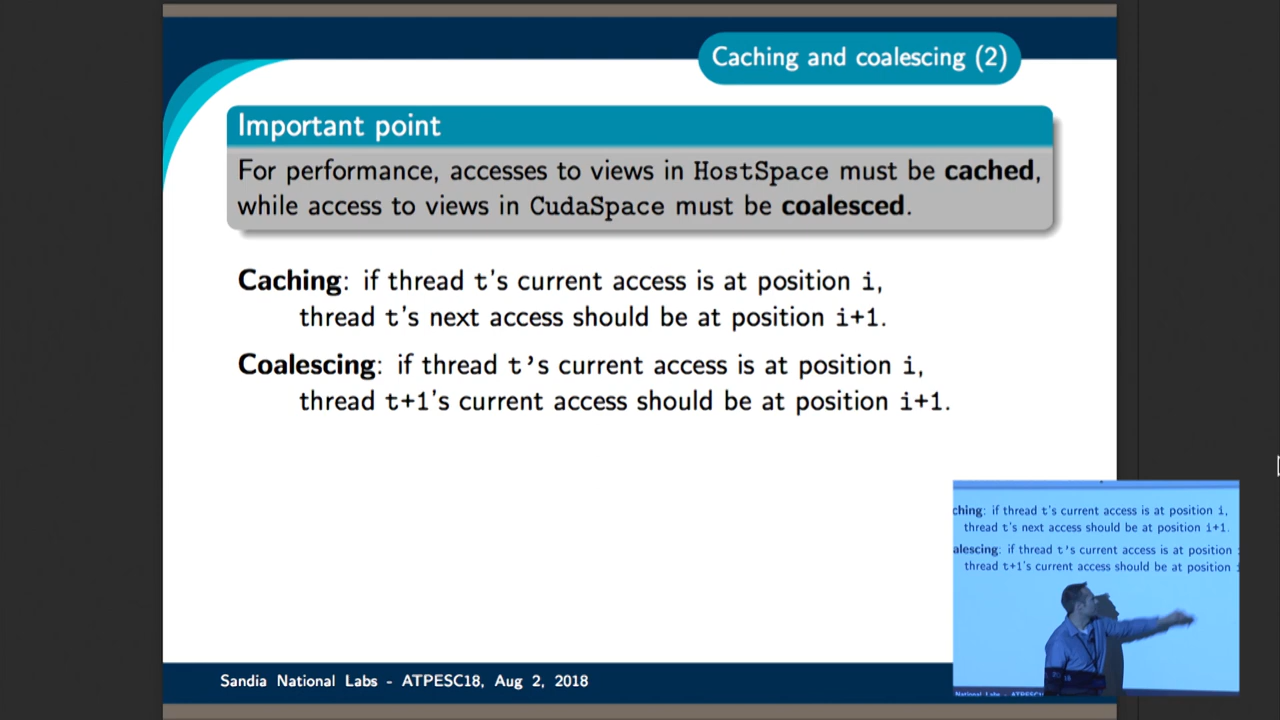 Caching and coalescing (2)
Important point
For performance, accesses to views in HostSpace must be cached,
while access to views in CudaSpace must be coalesced.
Caching: if thread t's current access is at position i,
thread t's next access should be at position i+1.
Coalescing: if thread t's current access is at position i,
thread t+1's current access should be at position i+1.
Sandia National Labs - ATPESC18, Aug 2, 2018
ching: if thread t's current access is at position i,
thread t's next access should be at position i+1.
alescing: if thread t's current access is at position
thread t+1's current access should be at position
National Labs - ATPESC